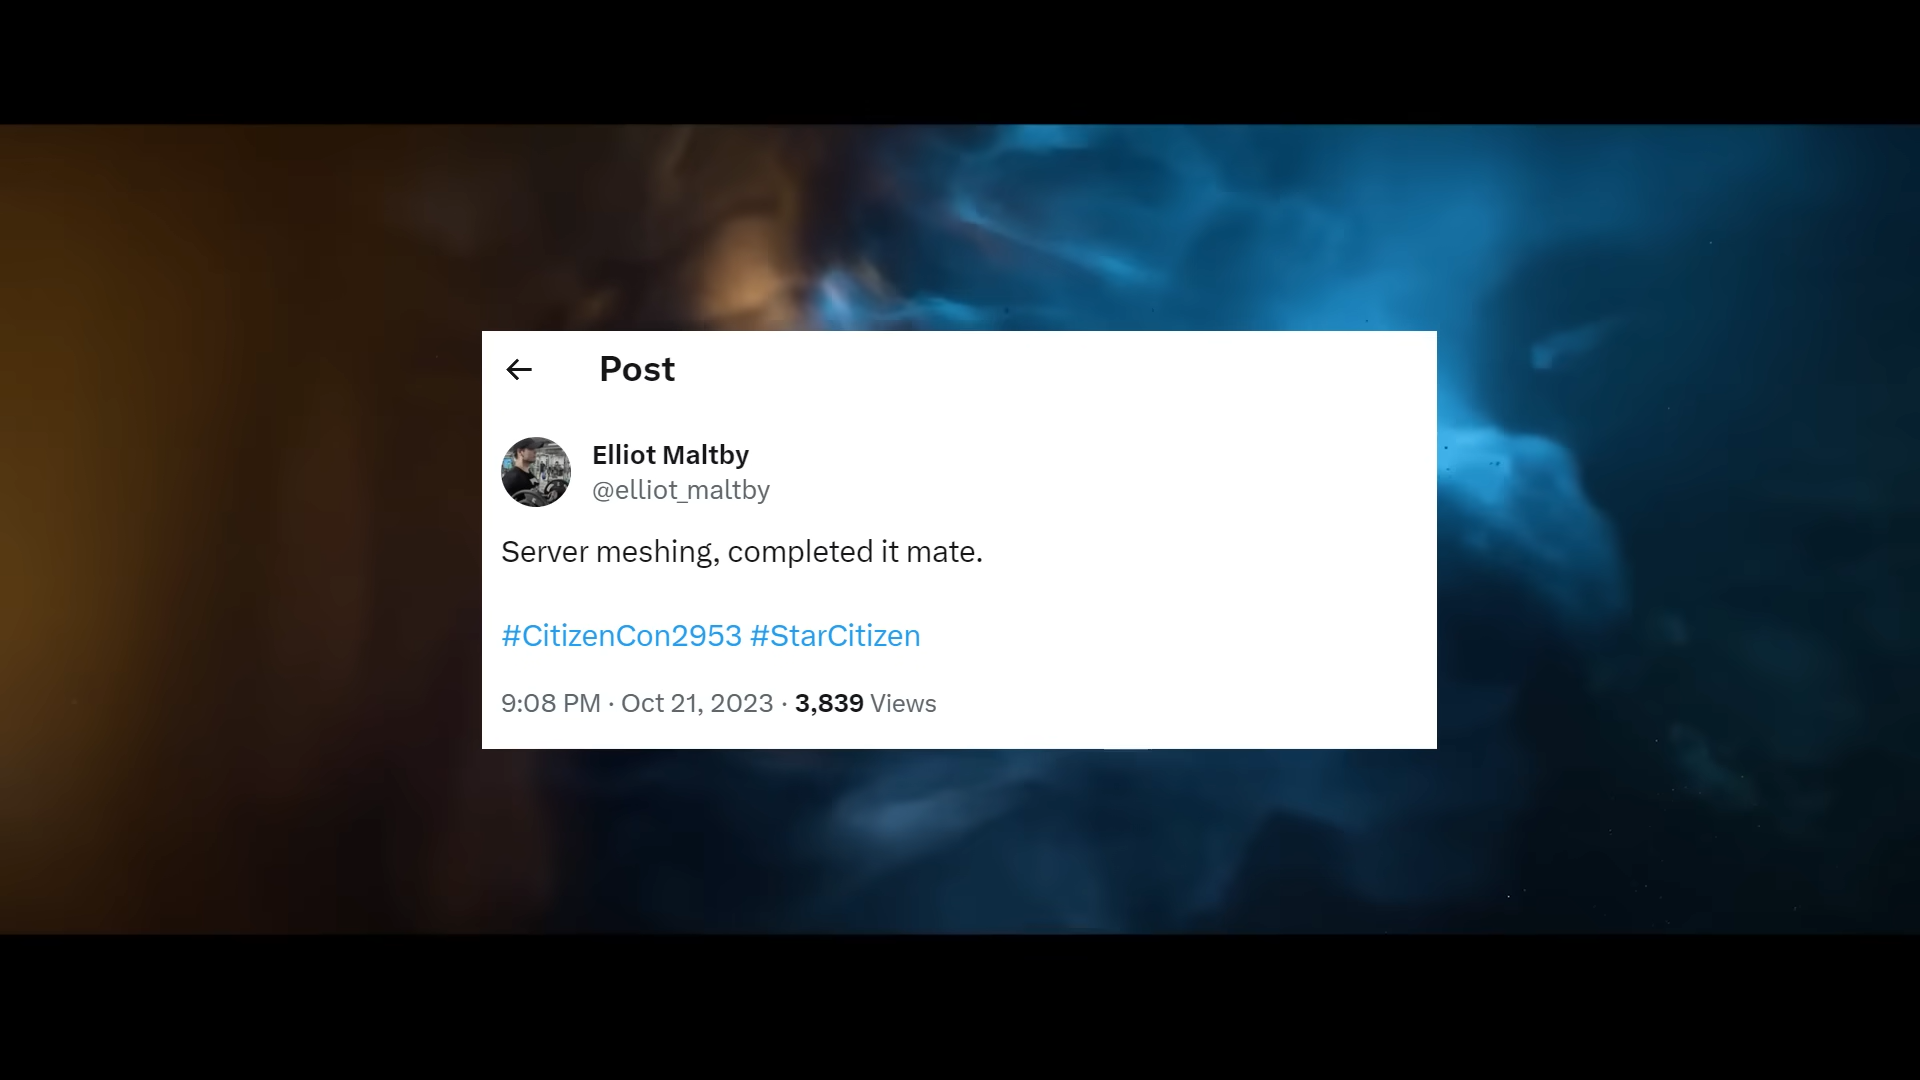 Post
Elliot Maltby
@elliot_maltby
Server meshing, completed it mate.
#CitizenCon2953 #StarCitizen
9:08 PM · Oct 21, 2023 · 3,839 Views